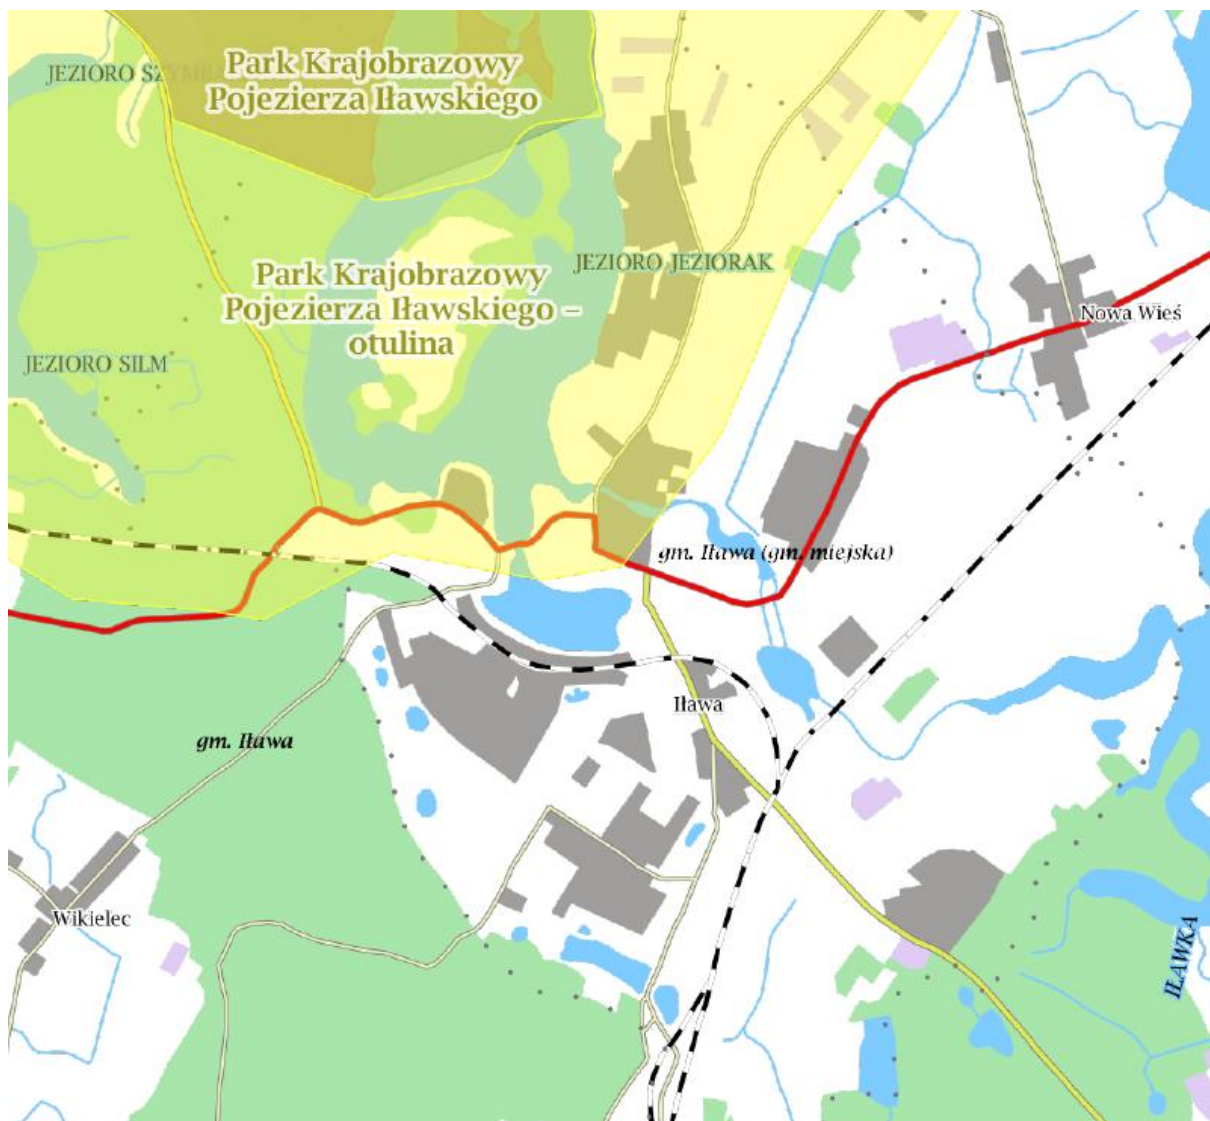 Park Krajobrazowy
Pojezierza Iławskiego
JEZIORO
JEZIORO JEZIORAK
Park Krajobrazowy
Pojezierza Iławskiego –
otulina
Nowa Wieś
JEZIORO SILM
gm. Iława (gm. miejska)
Iława
gm. Iława
Wikielec
IŁAWKA